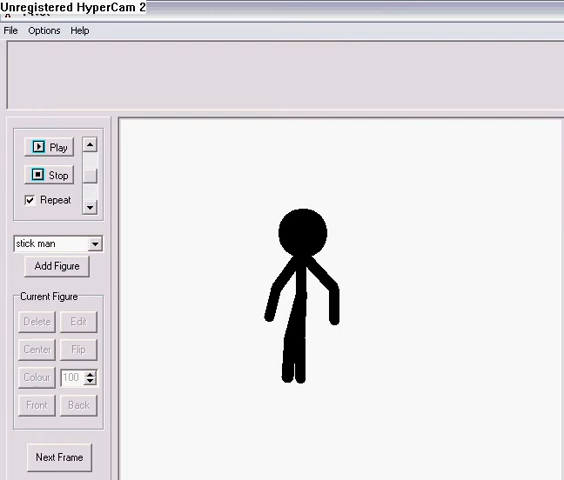 Unregistered HyperCam 2
File Options Help
Play
Stop
Repeat
stick man
Add Figure
Current Figure
Delete Edit
Center Flip
Colour 100
Front Back
Next Frame